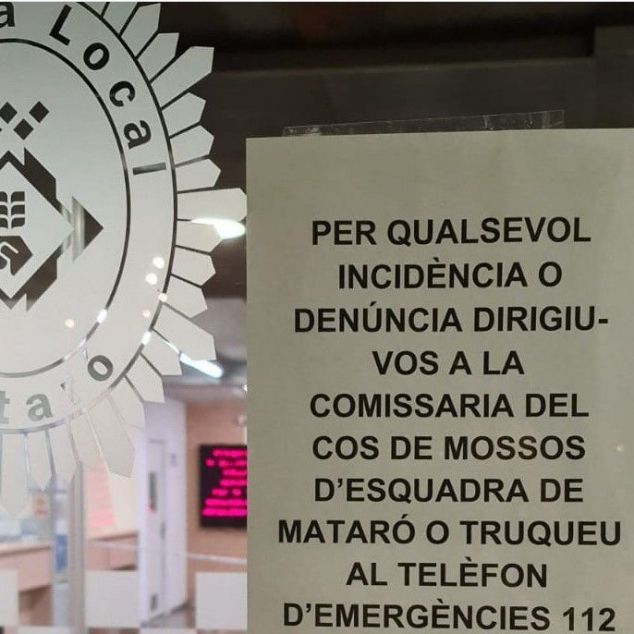 a Local
PER QUALSEVOL
INCIDÈNCIA O
DENÚNCIA DIRIGIU-
VOS A LA
COMISSARIA DEL
COS DE MOSSOS
D'ESQUADRA DE
MATARÓ O TRUQUEU
AL TELÈFON
D'EMERGÈNCIES 112